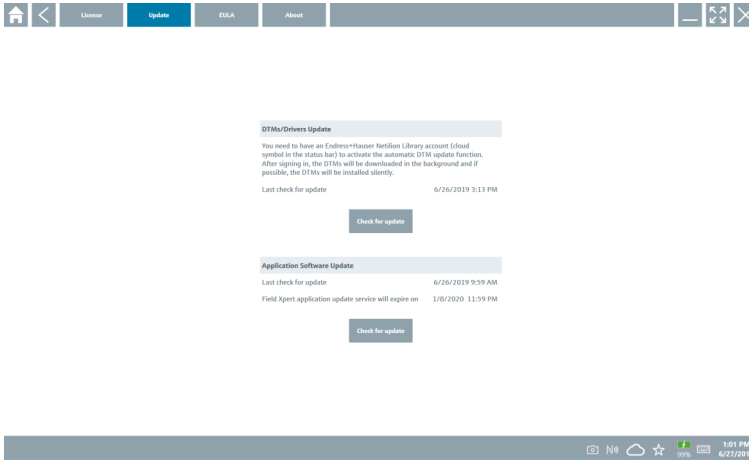 License Update EULA About
DTMs/Drivers Update
You need to have an Endress+Hauser Netilion Library account (cloud
symbol in the status bar) to activate the automatic DTM update function.
After signing in, the DTMs will be downloaded in the background and if
possible, the DTMs will be installed silently.
Last check for update 6/26/2019 3:13 PM
Check for update
Application Software Update
Last check for update 6/26/2019 9:59 AM
Field Xpert application update service will expire on 1/8/2020 11:59 PM
Check for update
1:01 PM
99% 6/27/201